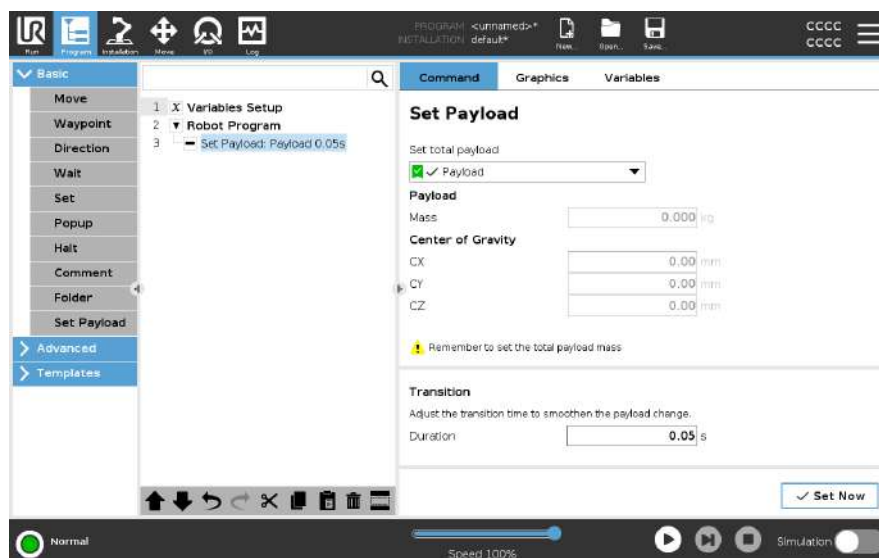 PROGRAM <unnamed>*
INSTALLATION default*
CCCC
CCCC
UR
Run
Program
Installation
Move
I/O
Log
New...
Open...
Save...
Basic
Move
Waypoint
Direction
Wait
Set
Popup
Halt
Comment
Folder
Set Payload
Advanced
Templates
1 X Variables Setup
2 Robot Program
3 Set Payload: Payload 0.05s
Command Graphics Variables
Set Payload
Set total payload
Payload
Payload
Mass 0.000 kg
Center of Gravity
CX 0.00 mm
CY 0.00 mm
CZ 0.00 mm
Remember to set the total payload mass
Transition
Adjust the transition time to smoothen the payload change.
Duration 0.05 s
Set Now
Normal
Speed 100%
Simulation